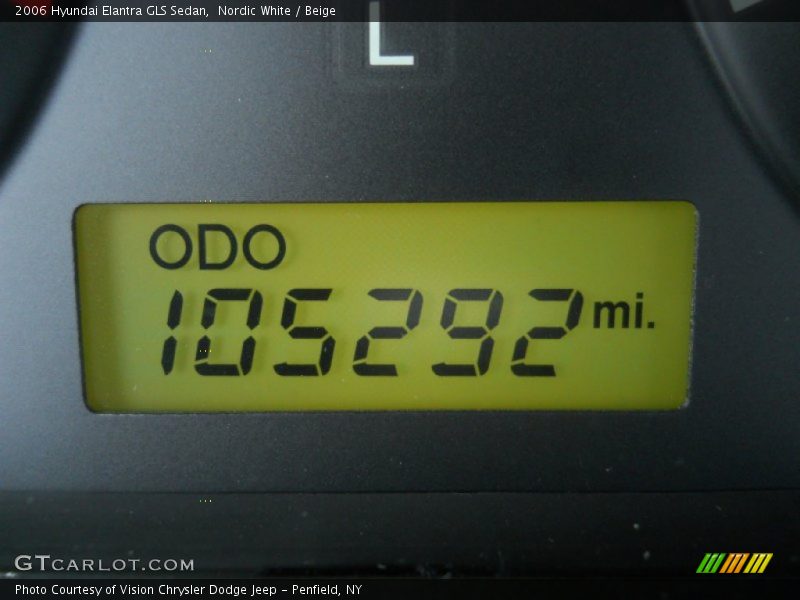 2006 Hyundai Elantra GLS Sedan,  Nordic White / Beige
L
ODO
105292 mi.
GTCARLOT.COM
Photo Courtesy of Vision Chrysler Dodge Jeep - Penfield, NY